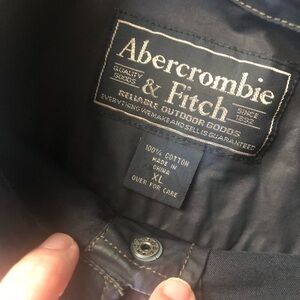 Abercrombie
& Fitch
QUALITY
GOODS
SINCE
1892
RELIABLE OUTDOOR GOODS
EVERYTHING WE MAKE AND SELL IS GUARANTEED
100% COTTON
MADE IN
CHINA
XL
OVER FOR CARE